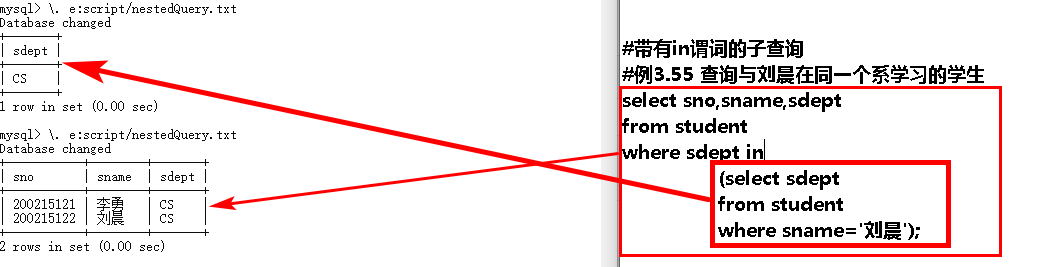 mysql> \. e:script/nestedQuery.txt
Database changed
| sdept |
| CS |
1 row in set (0.00 sec)
mysql> \. e:script/nestedQuery.txt
Database changed
| sno | sname | sdept |
| 200215121 | 李勇 | CS |
| 200215122 | 刘晨 | CS |
2 rows in set (0.00 sec)
#带有in谓词的子查询
#例3.55 查询与刘晨在同一个系学习的学生
select sno,sname,sdept
from student
where sdept in
(select sdept
from student
where sname='刘晨');